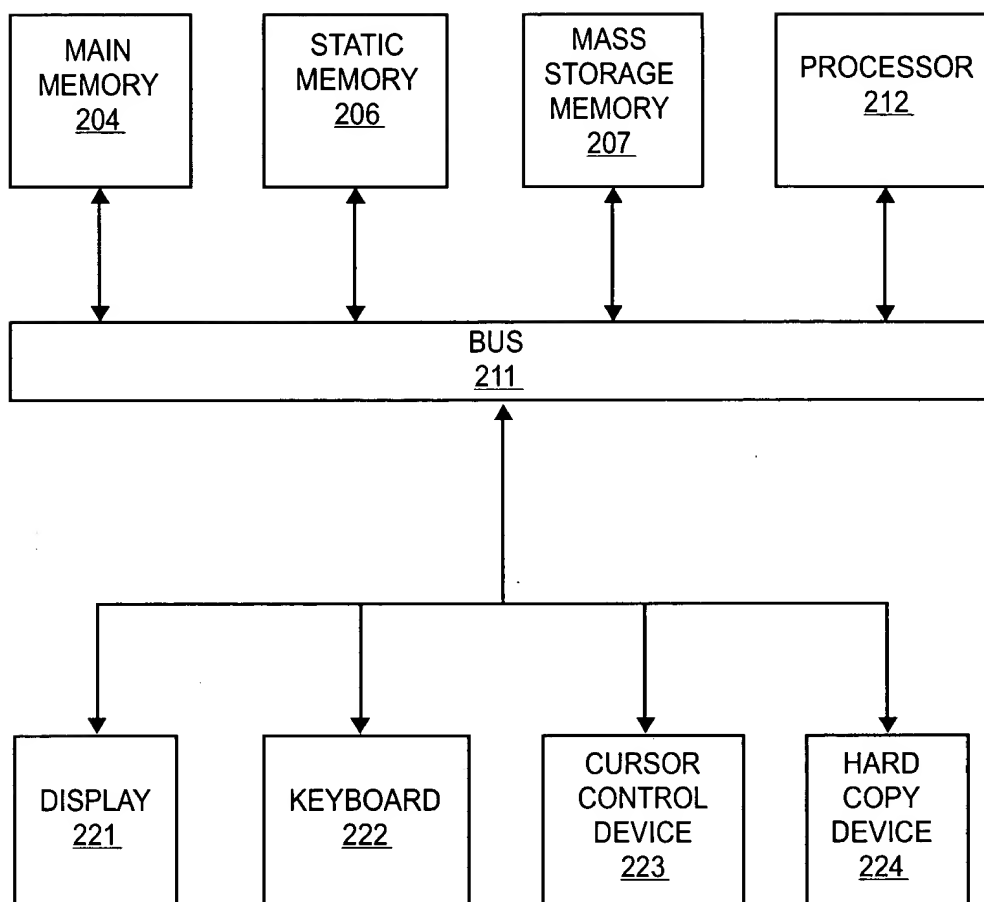 MAIN
MEMORY
204
STATIC
MEMORY
206
MASS
STORAGE
MEMORY
207
PROCESSOR
212
BUS
211
DISPLAY
221
KEYBOARD
222
CURSOR
CONTROL
DEVICE
223
HARD
COPY
DEVICE
224